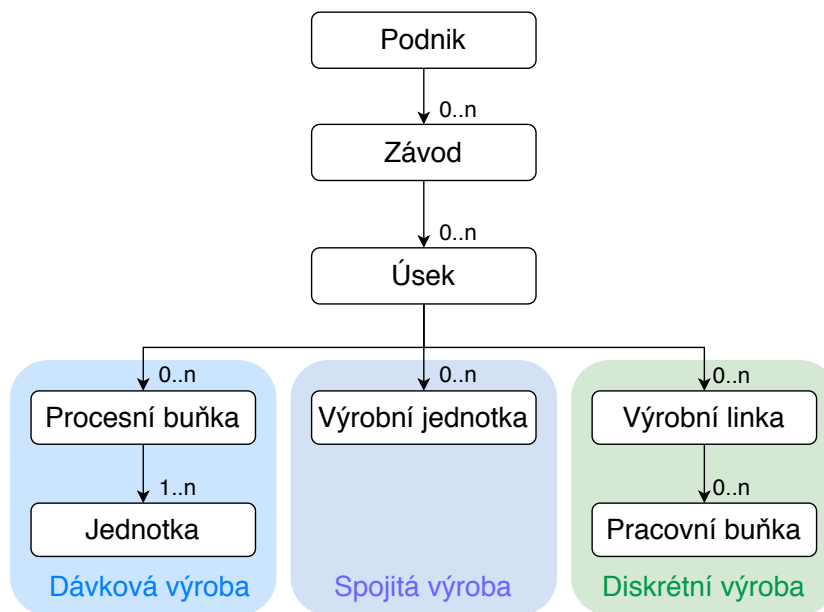 Podnik
0..n
Závod
0..n
Úsek
0..n
0..n
0..n
Procesní buňka
Výrobní jednotka
Výrobní linka
1..n
0..n
Jednotka
Pracovní buňka
Dávková výroba
Spojitá výroba
Diskrétní výroba